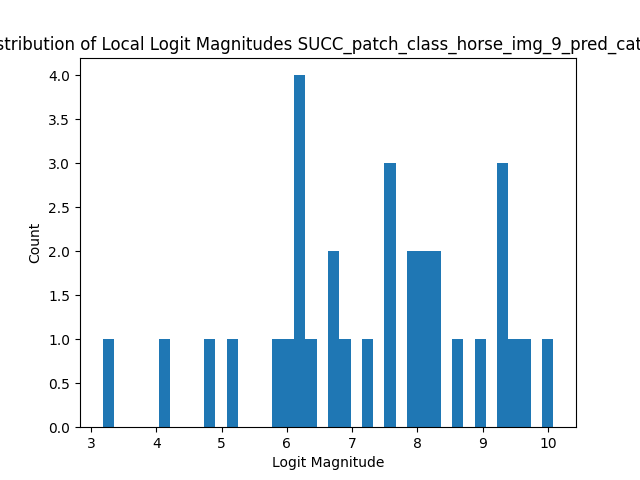 stribution of Local Logit Magnitudes SUCC_patch_class_horse_img_9_pred_cat
4.0
3.5
3.0
2.5
2.0
1.5
1.0
0.5
0.0
Count
3 4 5 6 7 8 9 10
Logit Magnitude